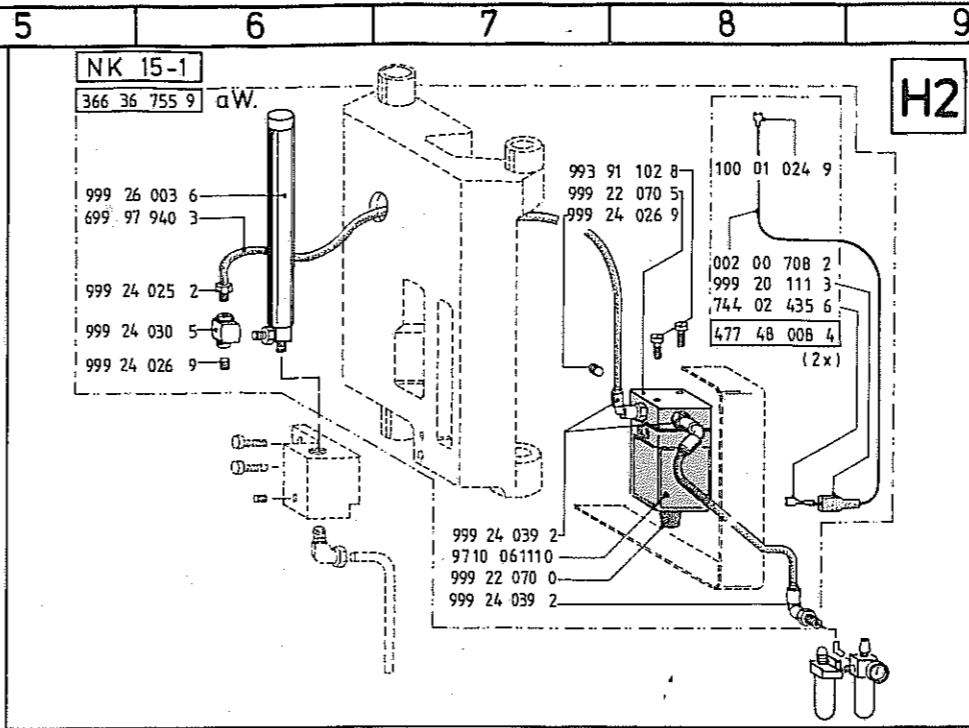 5 6 7 8 9
NK 15-1
366 36 755 9 aW.
H2
999 26 003 6
699 97 940 3
999 24 025 2
999 24 030 5
999 24 026 9
993 91 102 8
999 22 070 5
999 24 026 9
100 01 024 9
002 00 708 2
999 20 111 3
744 02 435 6
477 48 008 4
(2x)
999 24 039 2
9710 061110
999 22 070 0
999 24 039 2